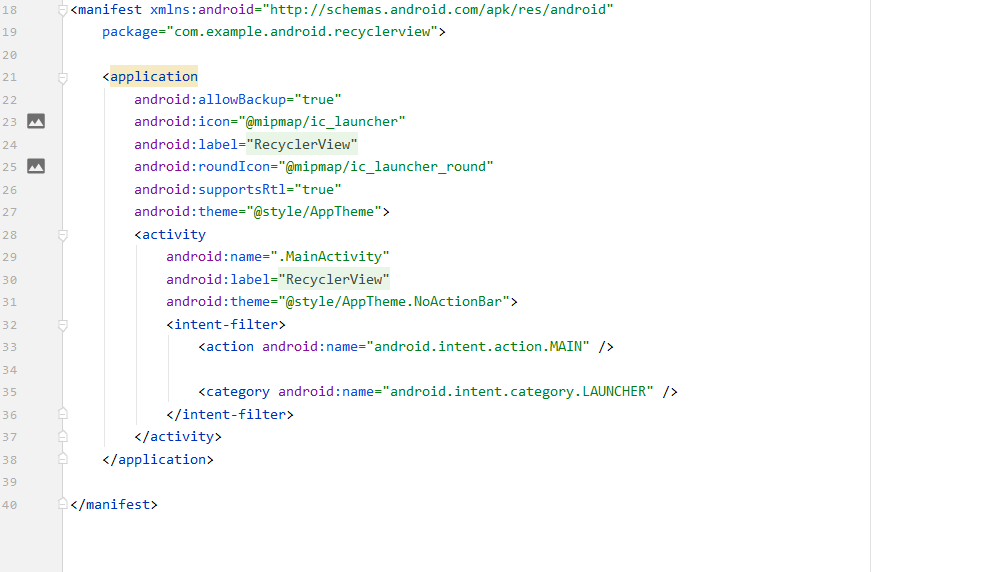 18 <manifest xmlns:android="http://schemas.android.com/apk/res/android"
19 package="com.example.android.recyclerview">
20
21 <application
22 android:allowBackup="true"
23 android:icon="@mipmap/ic_launcher"
24 android:label="RecyclerView"
25 android:roundIcon="@mipmap/ic_launcher_round"
26 android:supportsRtl="true"
27 android:theme="@style/AppTheme">
28 <activity
29 android:name=".MainActivity"
30 android:label="RecyclerView"
31 android:theme="@style/AppTheme.NoActionBar">
32 <intent-filter>
33 <action android:name="android.intent.action.MAIN" />
34
35 <category android:name="android.intent.category.LAUNCHER" />
36 </intent-filter>
37 </activity>
38 </application>
39
40 </manifest>